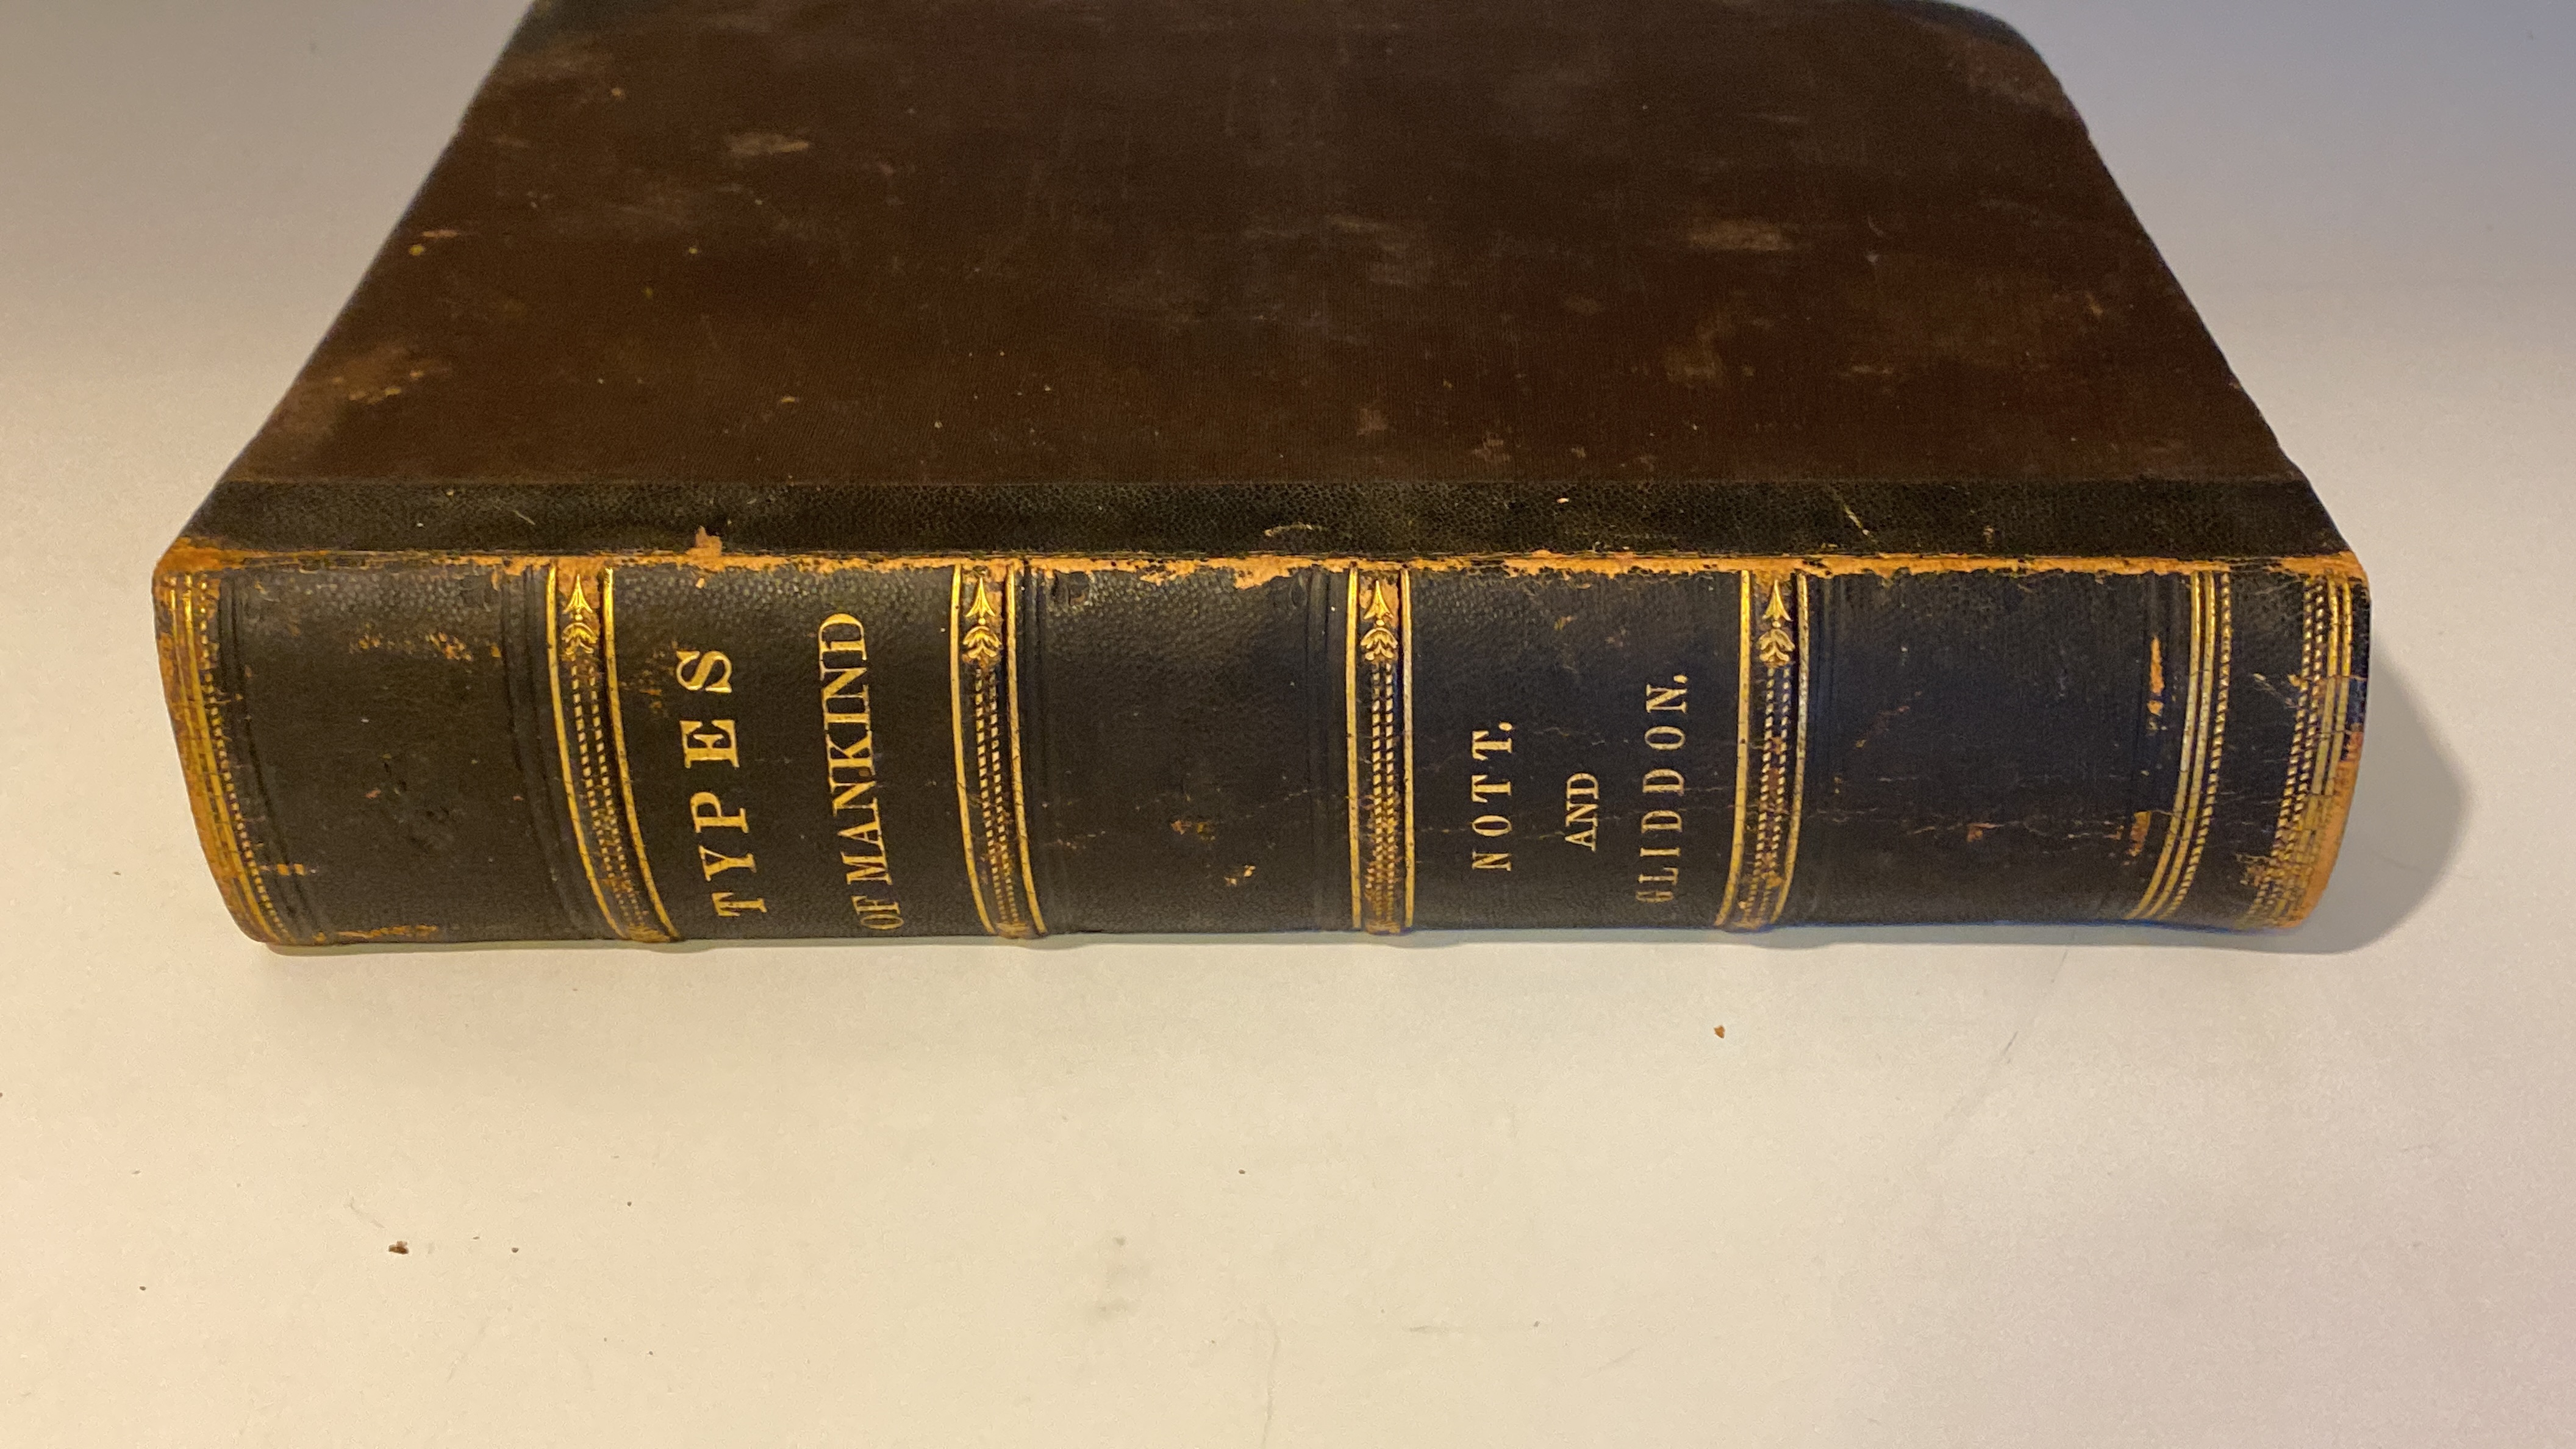 TYPES
OF MANKIND
NOTT.
AND
GLIDDON.